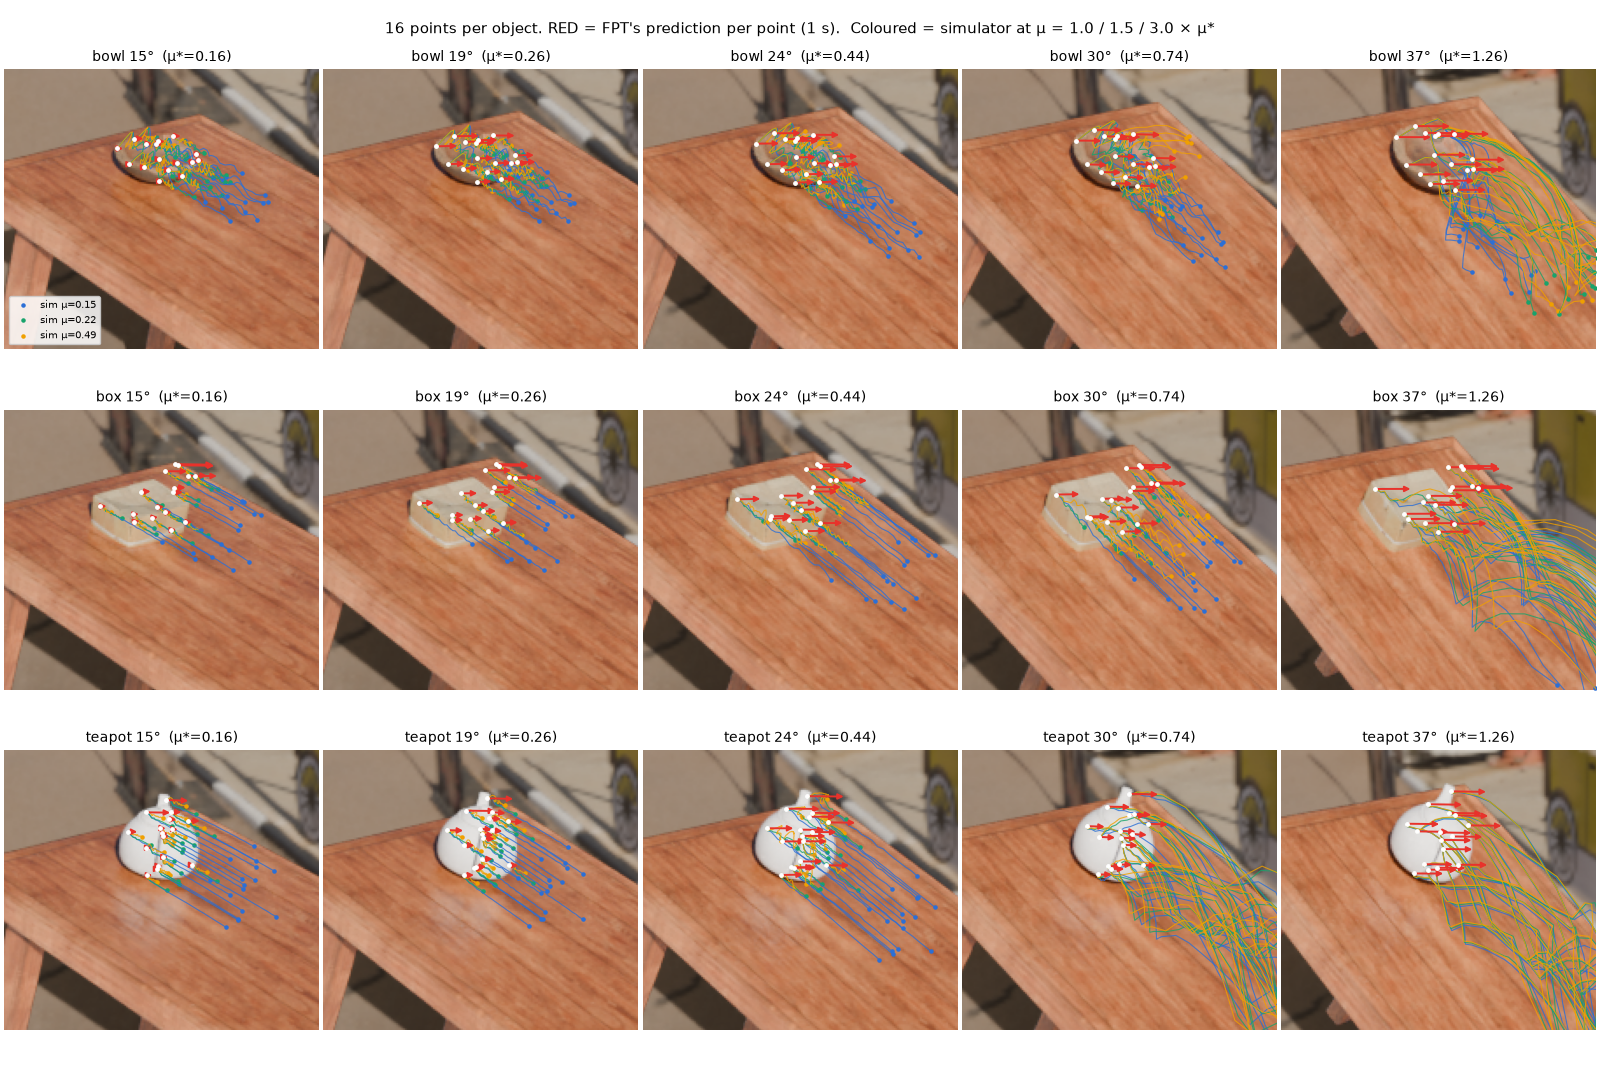 16 points per object. RED = FPT's prediction per point (1 s).  Coloured = simulator at μ = 1.0 / 1.5 / 3.0 × μ*
bowl 15°  (μ*=0.16)
bowl 19°  (μ*=0.26)
bowl 24°  (μ*=0.44)
bowl 30°  (μ*=0.74)
bowl 37°  (μ*=1.26)
sim μ=0.15
sim μ=0.22
sim μ=0.49
box 15°  (μ*=0.16)
box 19°  (μ*=0.26)
box 24°  (μ*=0.44)
box 30°  (μ*=0.74)
box 37°  (μ*=1.26)
teapot 15°  (μ*=0.16)
teapot 19°  (μ*=0.26)
teapot 24°  (μ*=0.44)
teapot 30°  (μ*=0.74)
teapot 37°  (μ*=1.26)